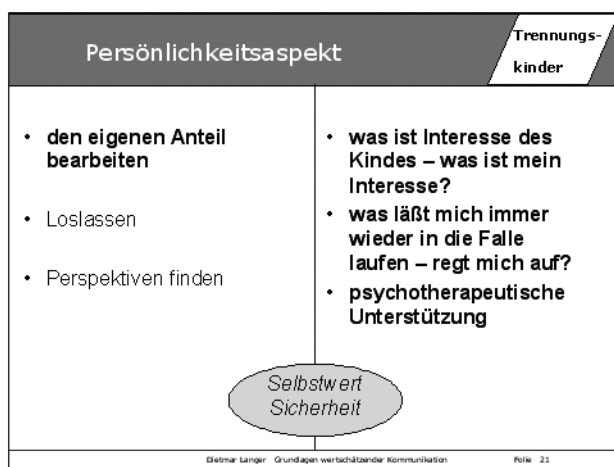 Persönlichkeitsaspekt
Trennungs-
kinder
• den eigenen Anteil
bearbeiten
• Loslassen
• Perspektiven finden
• was ist Interesse des
Kindes – was ist mein
Interesse?
• was läßt mich immer
wieder in die Falle
laufen – regt mich auf?
• psychotherapeutische
Unterstützung
Selbstwert
Sicherheit
Dietmar Langer Grundlagen wertschätzender Kommunikation Folie 21